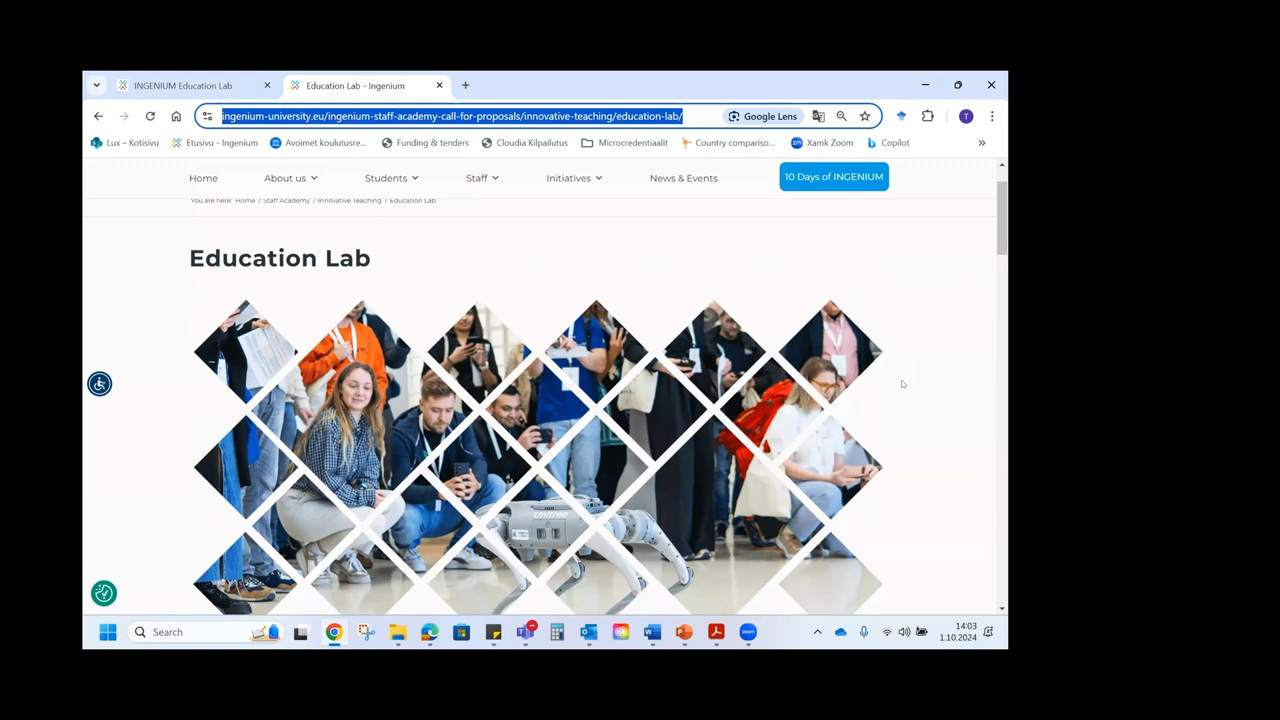 INGENIUM Education Lab
Education Lab - Ingenium
ingenium-university.eu/ingenium-staff-academy-call-for-proposals/innovative-teaching/education-lab/
Google Lens
Lux – Kotisivu
Etusivu - Ingenium
Avoimet koulutusre...
Funding & tenders
Cloudia Kilpailutus
Microcredentiaalit
Country compariso...
Xamk Zoom
Copilot
Home
About us
Students
Staff
Initiatives
News & Events
10 Days of INGENIUM
You are here: Home / Staff Academy / Innovative Teaching / Education Lab
Education Lab
Unitree
Search
14:03
1.10.2024